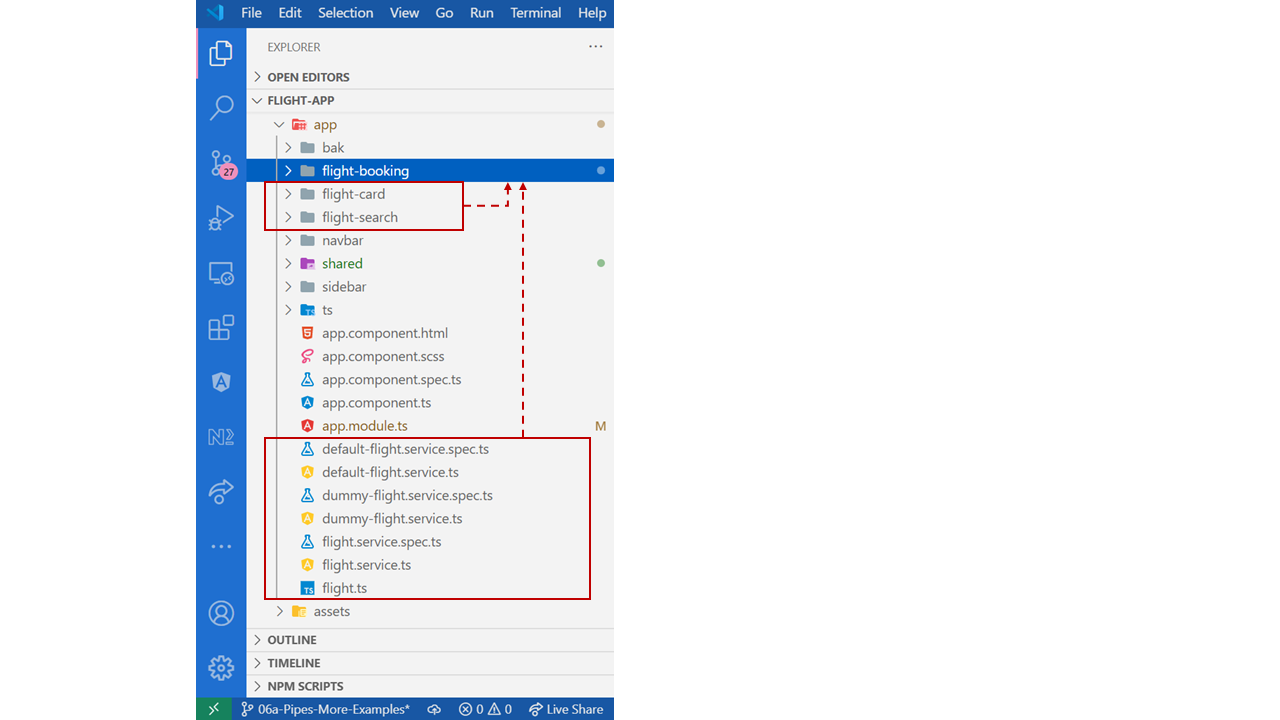 File Edit Selection View Go Run Terminal Help
EXPLORER
OPEN EDITORS
FLIGHT-APP
app
bak
flight-booking
flight-card
flight-search
27
navbar
shared
sidebar
ts
app.component.html
app.component.scss
app.component.spec.ts
app.component.ts
app.module.ts M
default-flight.service.spec.ts
default-flight.service.ts
dummy-flight.service.spec.ts
dummy-flight.service.ts
flight.service.spec.ts
flight.service.ts
TS flight.ts
assets
OUTLINE
TIMELINE
NPM SCRIPTS
06a-Pipes-More-Examples* 0 0 Live Share